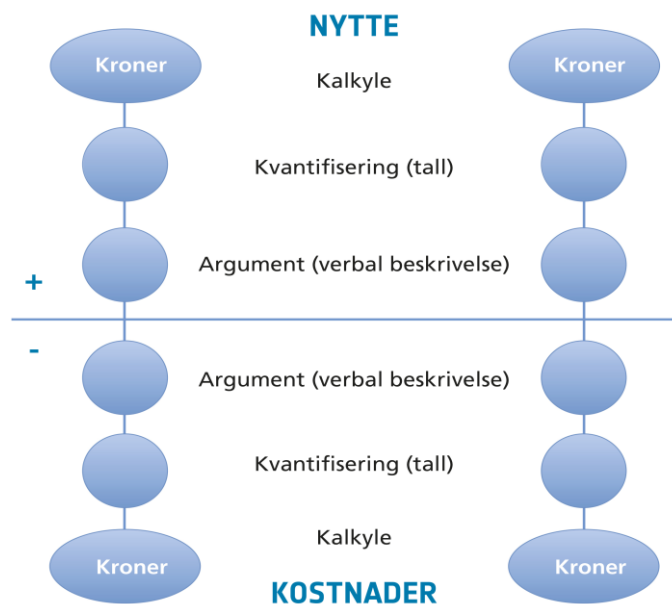 NYTTE
Kroner Kalkyle Kroner
Kvantifisering (tall)
Argument (verbal beskrivelse)
+
-
Argument (verbal beskrivelse)
Kvantifisering (tall)
Kroner Kalkyle Kroner
KOSTNADER